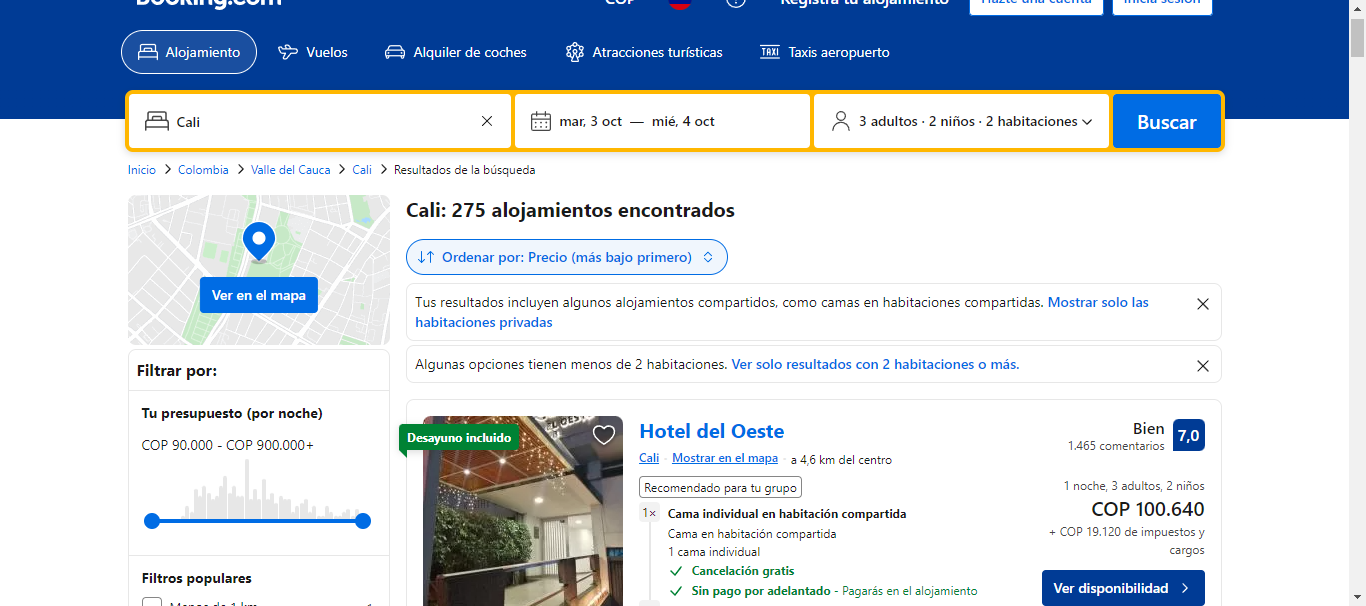 Booking.com
COP
Registra tu alojamiento
Hazte una cuenta
Inicia sesión
Alojamiento
Vuelos
Alquiler de coches
Atracciones turísticas
TAXI
Taxis aeropuerto
Cali
mar, 3 oct — mié, 4 oct
3 adultos · 2 niños · 2 habitaciones
Buscar
Inicio > Colombia > Valle del Cauca > Cali > Resultados de la búsqueda
Ver en el mapa
Filtrar por:
Tu presupuesto (por noche)
COP 90.000 - COP 900.000+
Filtros populares
Menos de 1 km
Cali: 275 alojamientos encontrados
Ordenar por: Precio (más bajo primero)
Tus resultados incluyen algunos alojamientos compartidos, como camas en habitaciones compartidas. Mostrar solo las
habitaciones privadas
Algunas opciones tienen menos de 2 habitaciones. Ver solo resultados con 2 habitaciones o más.
Desayuno incluido
Hotel del Oeste
Cali · Mostrar en el mapa · a 4,6 km del centro
Recomendado para tu grupo
1× Cama individual en habitación compartida
Cama en habitación compartida
1 cama individual
Cancelación gratis
Sin pago por adelantado - Pagarás en el alojamiento
Bien
1.465 comentarios
7,0
1 noche, 3 adultos, 2 niños
COP 100.640
+ COP 19.120 de impuestos y
cargos
Ver disponibilidad